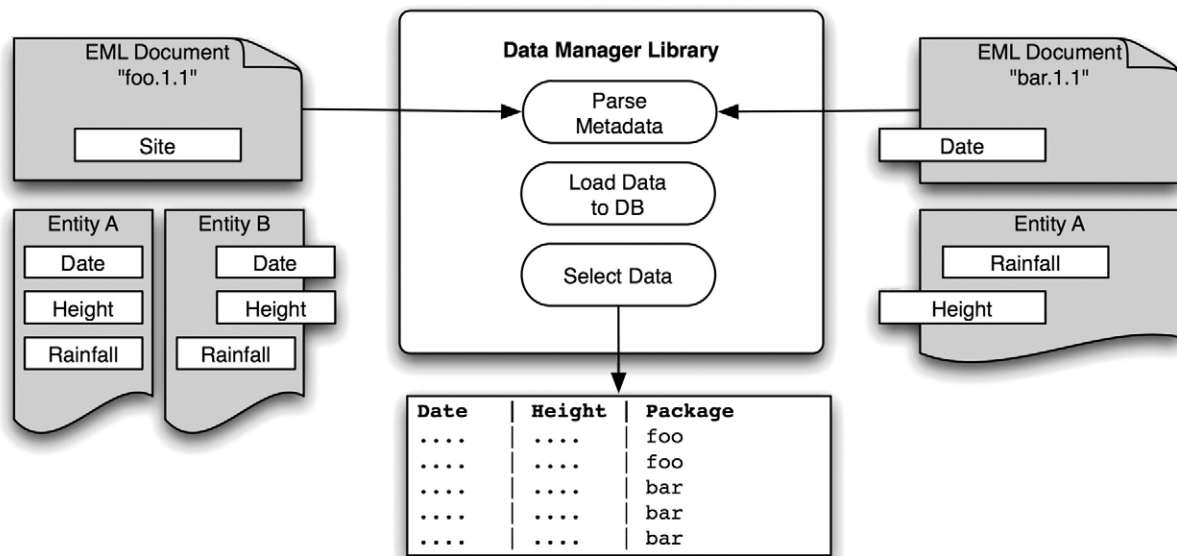 EML Document
"foo.1.1"
Site
Entity A
Date
Height
Rainfall
Entity B
Date
Height
Rainfall
Data Manager Library
Parse
Metadata
Load Data
to DB
Select Data
EML Document
"bar.1.1"
Date
Entity A
Rainfall
Height
Date | Height | Package
.... | .... | foo
.... | .... | foo
.... | .... | bar
.... | .... | bar
.... | .... | bar